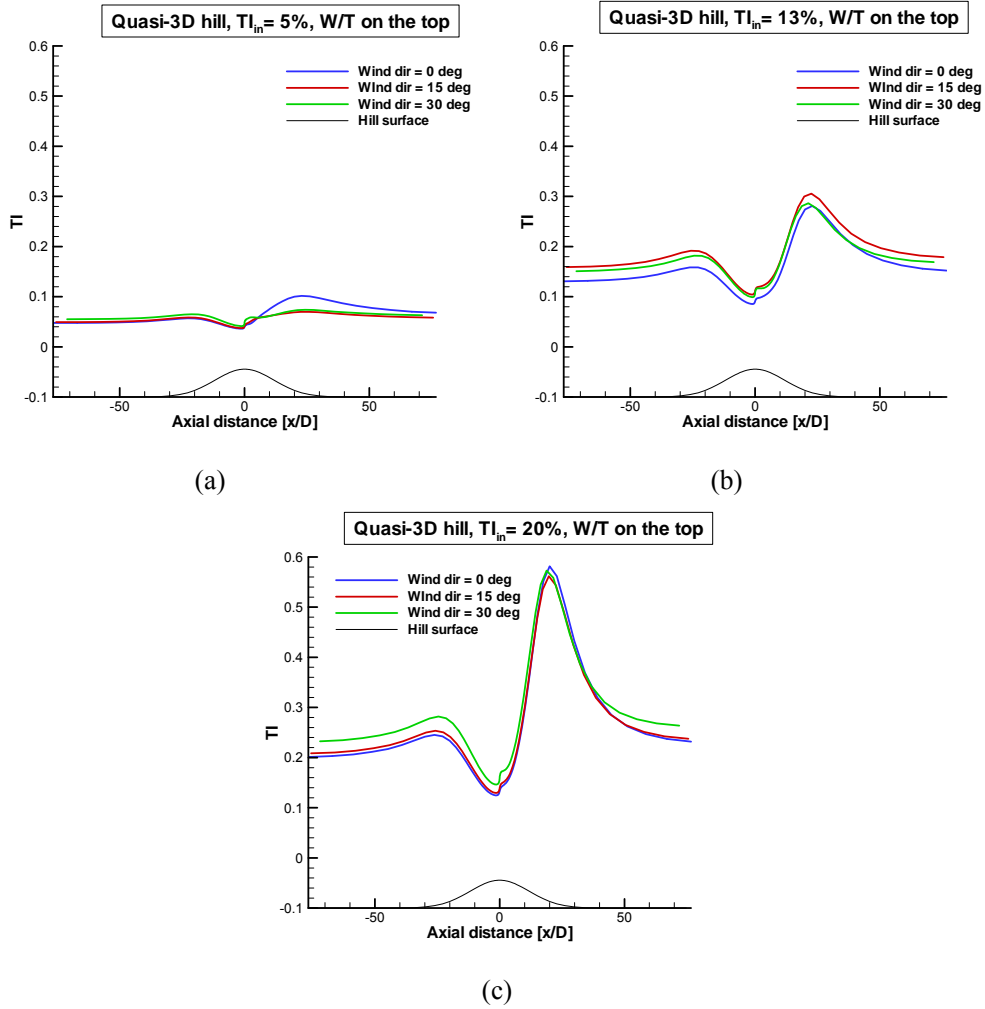 Quasi-3D hill, TIin= 5%, W/T on the top
0.6
0.5
0.4
0.3
0.2
0.1
0
-0.1
TI
Wind dir = 0 deg
WInd dir = 15 deg
Wind dir = 30 deg
Hill surface
-50
0
50
Axial distance [x/D]
(a)
Quasi-3D hill, TIin= 13%, W/T on the top
0.6
0.5
0.4
0.3
0.2
0.1
0
-0.1
TI
Wind dir = 0 deg
WInd dir = 15 deg
Wind dir = 30 deg
Hill surface
-50
0
50
Axial distance [x/D]
(b)
Quasi-3D hill, TIin= 20%, W/T on the top
0.6
0.5
0.4
0.3
0.2
0.1
0
-0.1
TI
Wind dir = 0 deg
WInd dir = 15 deg
Wind dir = 30 deg
Hill surface
-50
0
50
Axial distance [x/D]
(c)